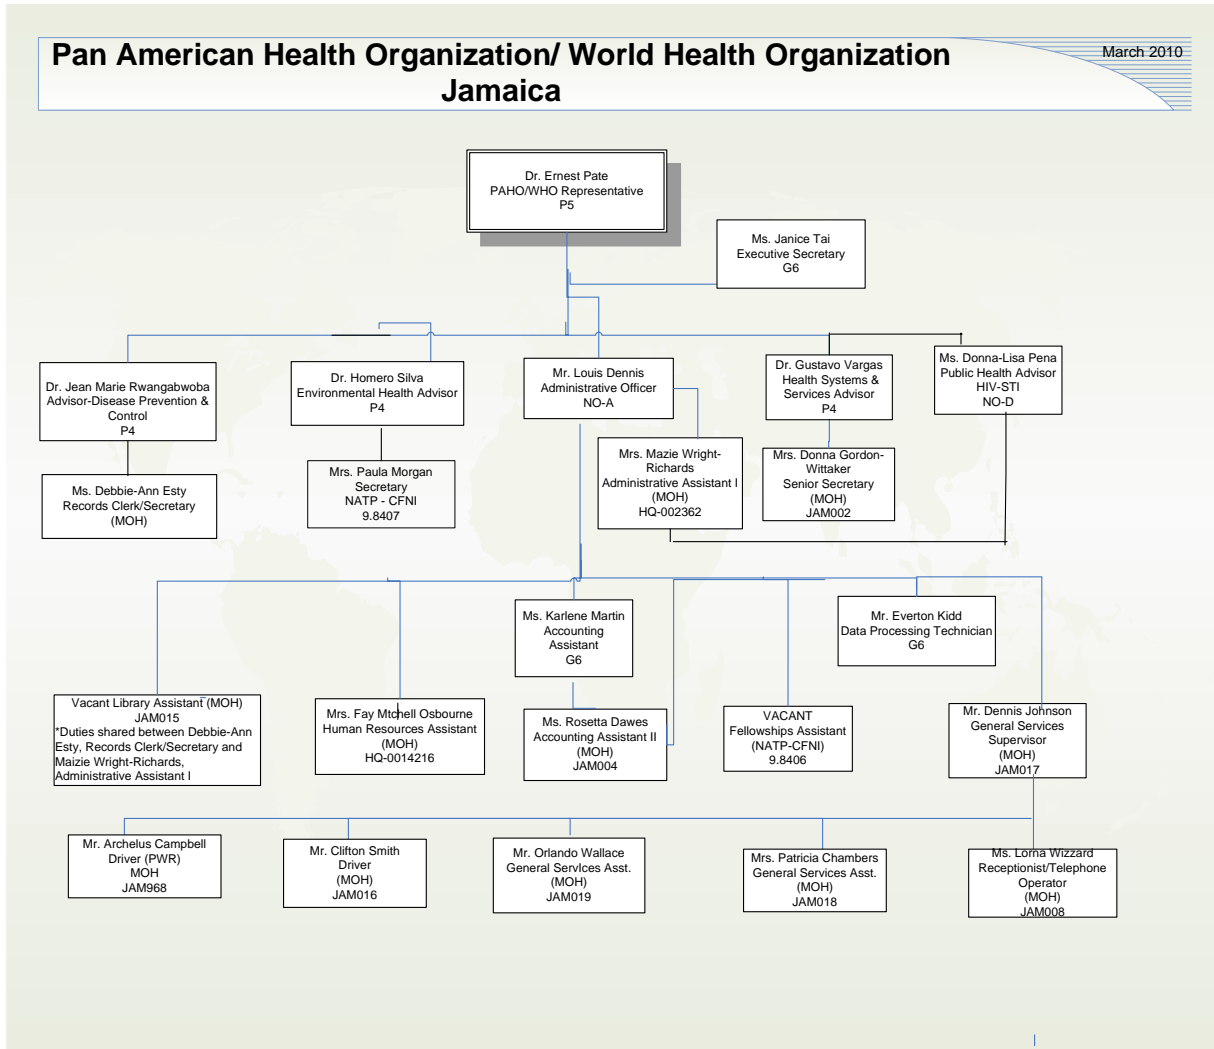 Pan American Health Organization/ World Health Organization
Jamaica
March 2010
Dr. Ernest Pate
PAHO/WHO Representative
P5
Ms. Janice Tai
Executive Secretary
G6
Dr. Jean Marie Rwangabwoba
Advisor-Disease Prevention &
Control
P4
Dr. Homero Silva
Environmental Health Advisor
P4
Mr. Louis Dennis
Administrative Officer
NO-A
Dr. Gustavo Vargas
Health Systems &
Services Advisor
P4
Ms. Donna-Lisa Pena
Public Health Advisor
HIV-STI
NO-D
Ms. Debbie-Ann Esty
Records Clerk/Secretary
(MOH)
Mrs. Paula Morgan
Secretary
NATP - CFNI
9.8407
Mrs. Mazie Wright-
Richards
Administrative Assistant I
(MOH)
HQ-002362
Mrs. Donna Gordon-
Wittaker
Senior Secretary
(MOH)
JAM002
Ms. Karlene Martin
Accounting
Assistant
G6
Mr. Everton Kidd
Data Processing Technician
G6
Vacant Library Assistant (MOH)
JAM015
*Duties shared between Debbie-Ann
Esty, Records Clerk/Secretary and
Maizie Wright-Richards,
Administrative Assistant I
Mrs. Fay Mtchell Osbourne
Human Resources Assistant
(MOH)
HQ-0014216
Ms. Rosetta Dawes
Accounting Assistant II
(MOH)
JAM004
VACANT
Fellowships Assistant
(NATP-CFNI)
9.8406
Mr. Dennis Johnson
General Services
Supervisor
(MOH)
JAM017
Mr. Archelus Campbell
Driver (PWR)
MOH
JAM968
Mr. Clifton Smith
Driver
(MOH)
JAM016
Mr. Orlando Wallace
General Services Asst.
(MOH)
JAM019
Mrs. Patricia Chambers
General Services Asst.
(MOH)
JAM018
Ms. Lorna Wizzard
Receptionist/Telephone
Operator
(MOH)
JAM008